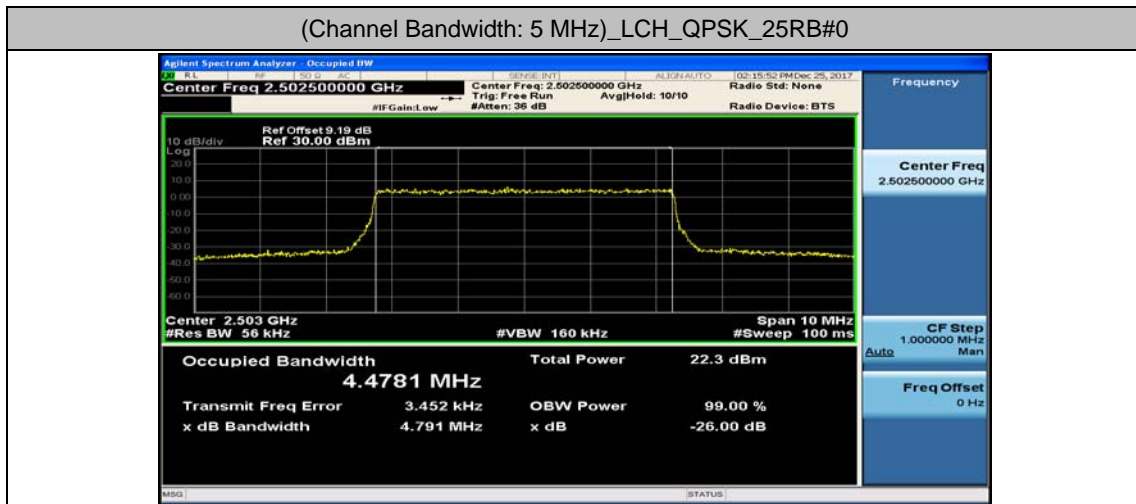 (Channel Bandwidth: 5 MHz)_LCH_QPSK_25RB#0
Agilent Spectrum Analyzer - Occupied BW
RL RF 50 Ω AC SENSE:INT ALIGNAUTO 02:15:52 PM Dec 25, 2017
Center Freq 2.502500000 GHz
Center Freq: 2.502500000 GHz
Radio Std: None
Trig: Free Run Avg|Hold: 10/10
#IFGain:Low #Atten: 36 dB Radio Device: BTS
Ref Offset 9.19 dB
10 dB/div Ref 30.00 dBm
Log
20.0
10.0
0.00
-10.0
-20.0
-30.0
-40.0
-50.0
-60.0
Center 2.503 GHz Span 10 MHz
#Res BW 56 kHz #VBW 160 kHz #Sweep 100 ms
Occupied Bandwidth Total Power 22.3 dBm
4.4781 MHz
Transmit Freq Error 3.452 kHz OBW Power 99.00 %
x dB Bandwidth 4.791 MHz x dB -26.00 dB
Frequency
Center Freq
2.502500000 GHz
CF Step
1.000000 MHz
Auto Man
Freq Offset
0 Hz
MSG STATUS